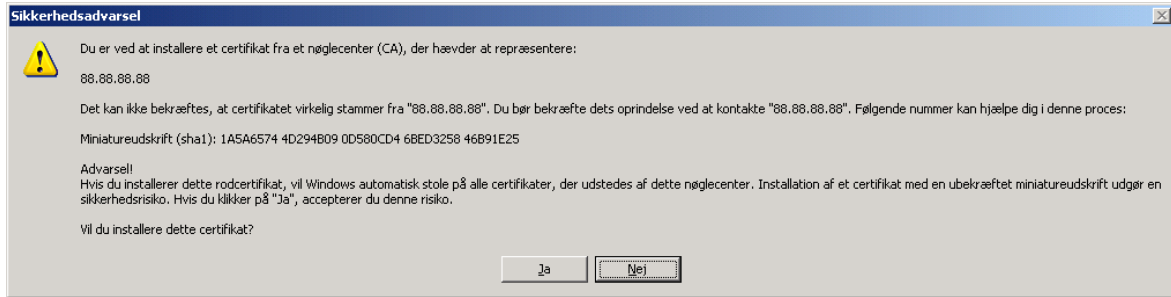 Sikkerhedsadvarsel
Du er ved at installere et certifikat fra et nøglecenter (CA), der hævder at repræsentere:
88.88.88.88
Det kan ikke bekræftes, at certifikatet virkelig stammer fra "88.88.88.88". Du bør bekræfte dets oprindelse ved at kontakte "88.88.88.88". Følgende nummer kan hjælpe dig i denne proces:
Miniatureudskrift (sha1): 1A5A6574 4D294B09 0D580CD4 6BED3258 46B91E25
Advarsel!
Hvis du installerer dette rodcertifikat, vil Windows automatisk stole på alle certifikater, der udstedes af dette nøglecenter. Installation af et certifikat med en ubekræftet miniatureudskrift udgør en
sikkerhedsrisiko. Hvis du klikker på "Ja", accepterer du denne risiko.
Vil du installere dette certifikat?
Ja Nej